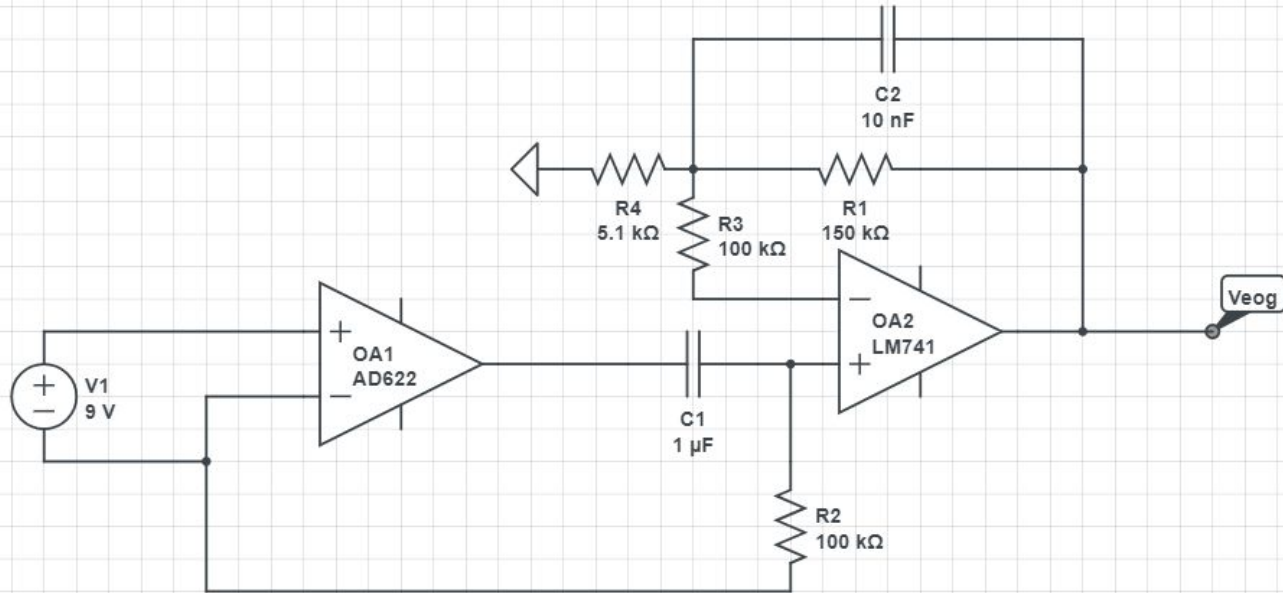 C2
10 nF
R4
5.1 kΩ
R3
100 kΩ
R1
150 kΩ
Veog
OA2
LM741
OA1
AD622
V1
9 V
C1
1 µF
R2
100 kΩ